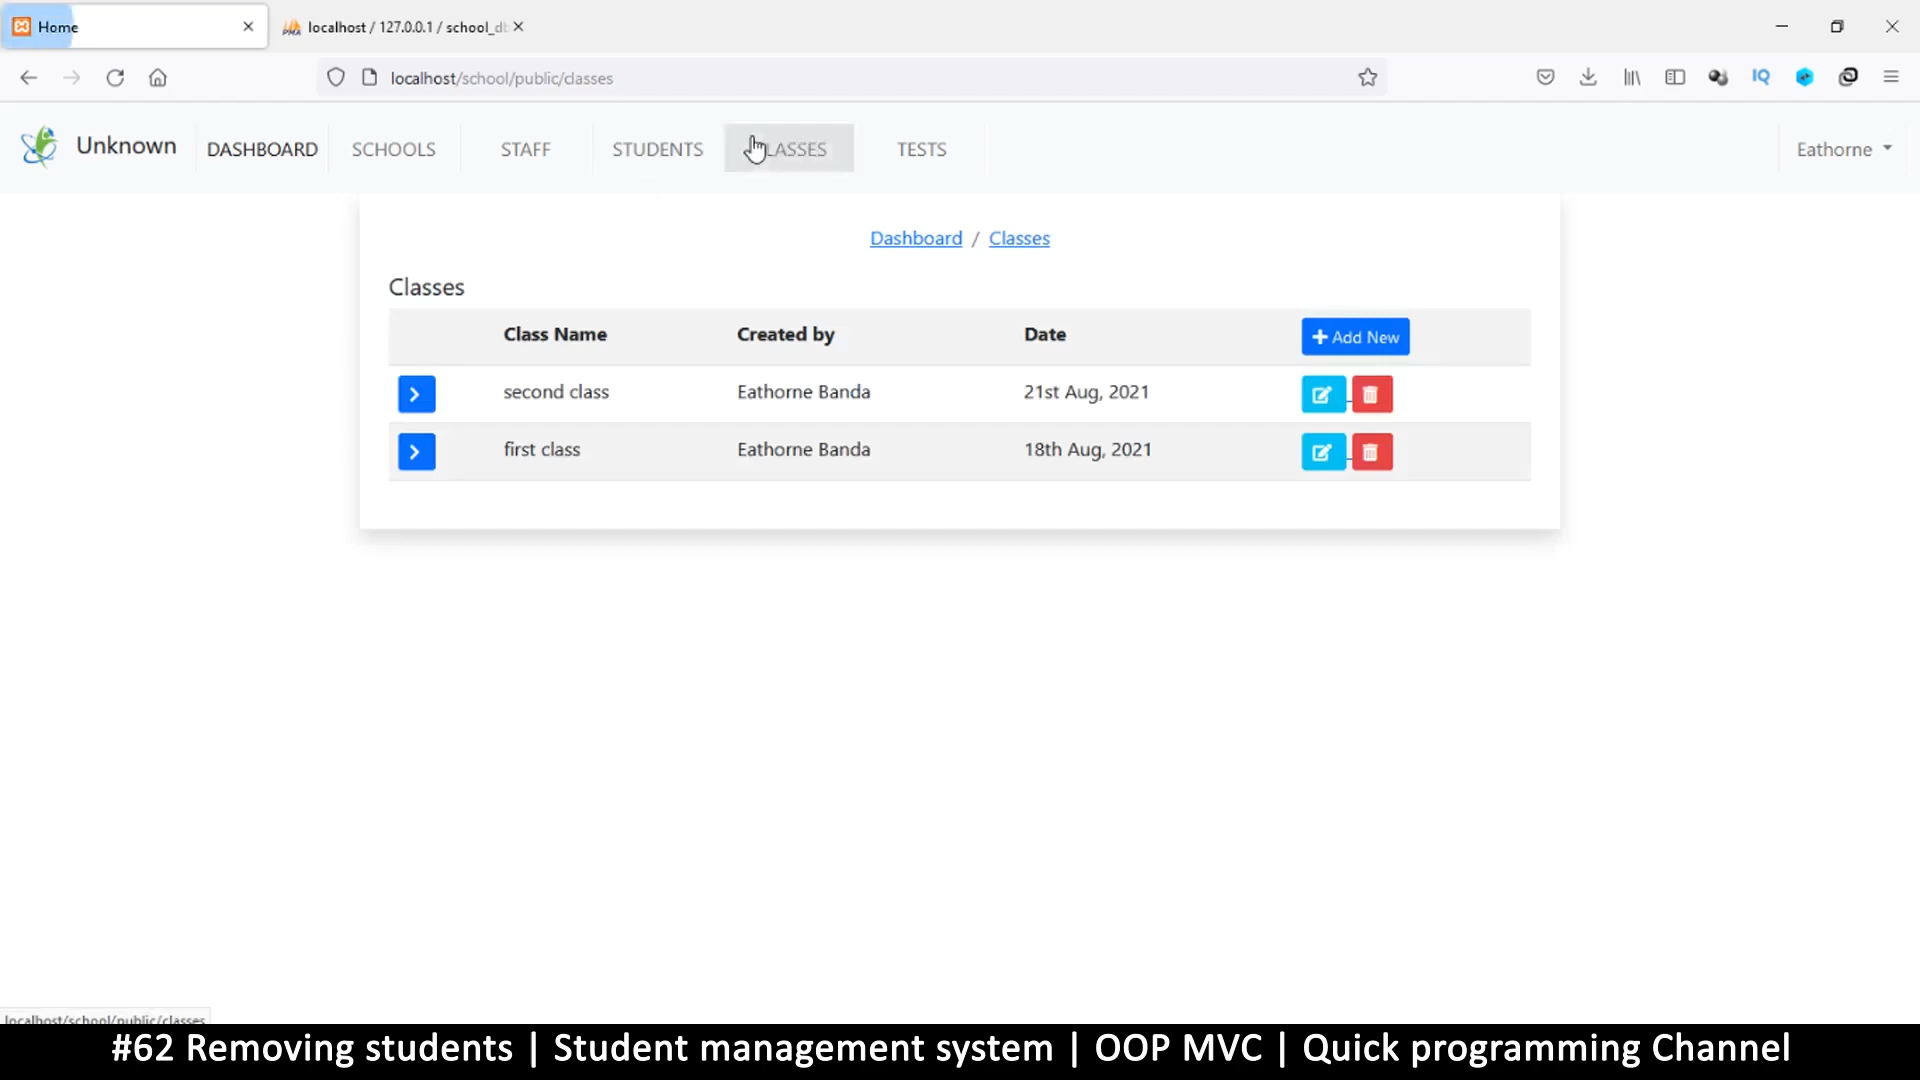 Home
localhost / 127.0.0.1 / school_db
localhost/school/public/classes
IQ
Unknown
DASHBOARD
SCHOOLS
STAFF
STUDENTS
CLASSES
TESTS
Eathorne
Dashboard / Classes
Classes
Class Name Created by Date Add New
second class Eathorne Banda 21st Aug, 2021
first class Eathorne Banda 18th Aug, 2021
localhost/school/public/classes
#62 Removing students | Student management system | OOP MVC | Quick programming Channel